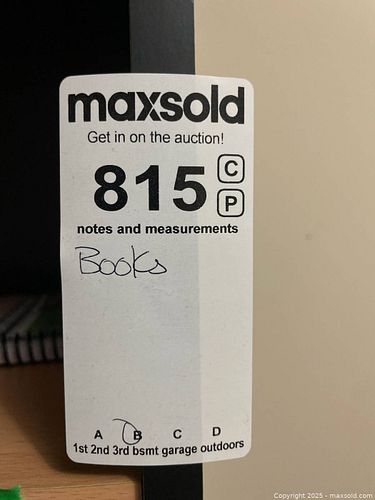 maxsold
Get in on the auction!
815 C
P
notes and measurements
Books
A B C D
1st 2nd 3rd bsmt garage outdoors
Copyright 2025 - maxsold.com